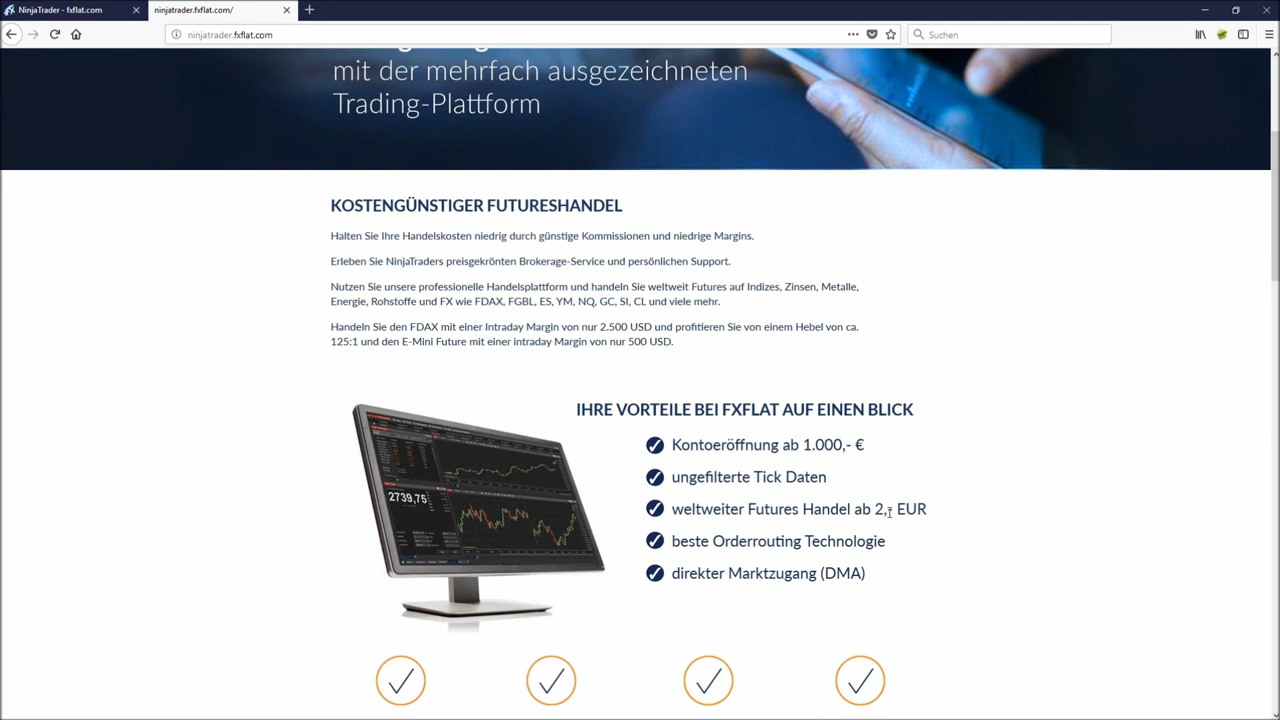 NinjaTrader - fxflat.com
ninjatrader.fxflat.com/
ninjatrader.fxflat.com
Suchen
mit der mehrfach ausgezeichneten
Trading-Plattform
KOSTENGÜNSTIGER FUTURESHANDEL
Halten Sie Ihre Handelskosten niedrig durch günstige Kommissionen und niedrige Margins.
Erleben Sie NinjaTraders preisgekrönten Brokerage-Service und persönlichen Support.
Nutzen Sie unsere professionelle Handelsplattform und handeln Sie weltweit Futures auf Indizes, Zinsen, Metalle,
Energie, Rohstoffe und FX wie FDAX, FGBL, ES, YM, NQ, GC, SI, CL und viele mehr.
Handeln Sie den FDAX mit einer Intraday Margin von nur 2.500 USD und profitieren Sie von einem Hebel von ca.
125:1 und den E-Mini Future mit einer intraday Margin von nur 500 USD.
IHRE VORTEILE BEI FXFLAT AUF EINEN BLICK
Kontoeröffnung ab 1.000,- €
ungefilterte Tick Daten
weltweiter Futures Handel ab 2,- EUR
beste Orderrouting Technologie
direkter Marktzugang (DMA)
2739,75